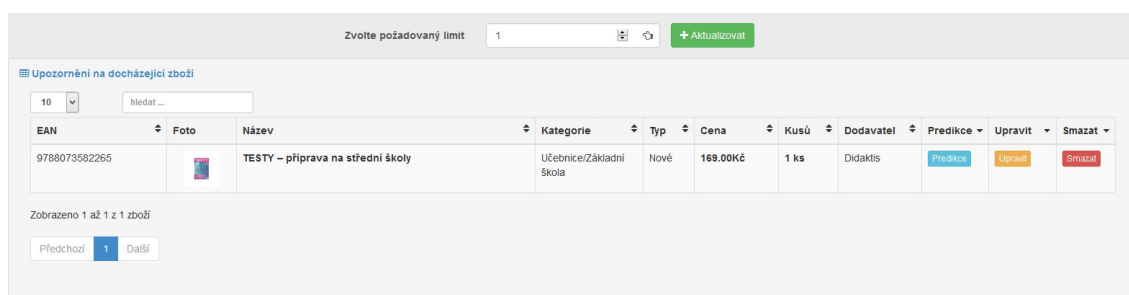 Zvolte požadovaný limit 1 Aktualizovat
Upozornění na docházející zboží
10 hledat ...
EAN Foto Název Kategorie Typ Cena Kusů Dodavatel Predikce Upravit Smazat
9788073582265 TESTY – příprava na střední školy Učebnice/Základní Nové 169.00Kč 1 ks Didaktis Predikce Upravit Smazat
škola
Zobrazeno 1 až 1 z 1 zboží
Předchozí 1 Další